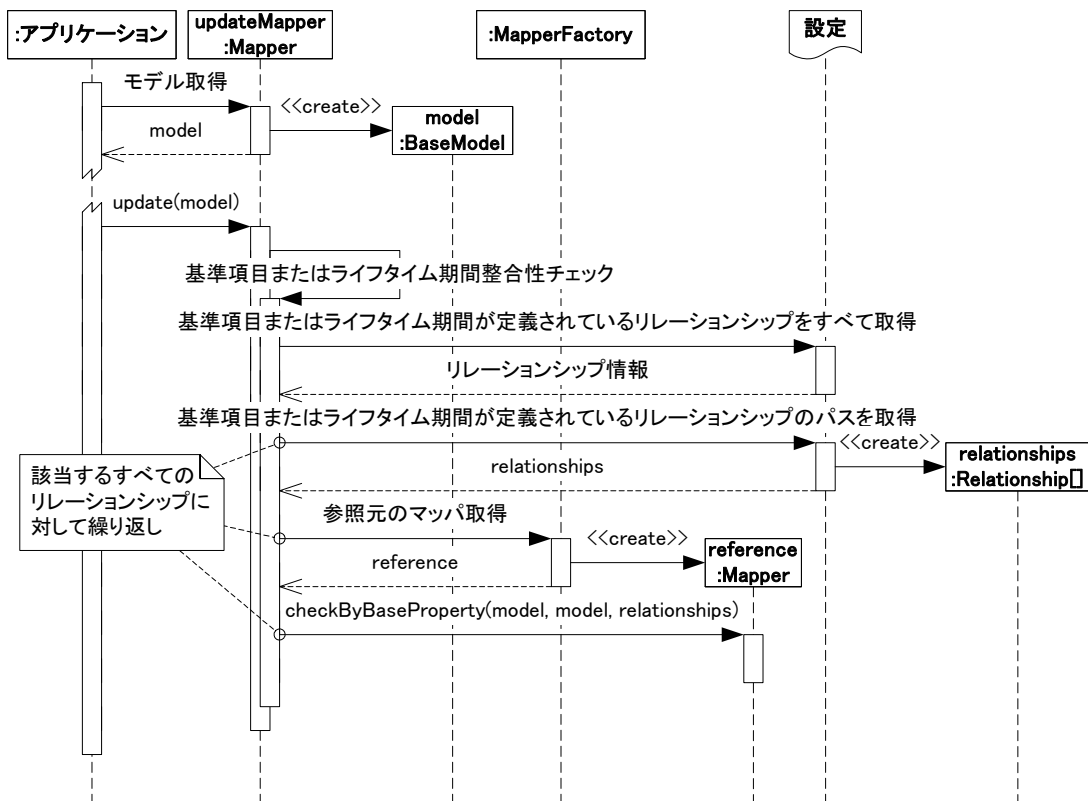 :アプリケーション
updateMapper
:Mapper
:MapperFactory
設定
モデル取得
<<create>>
model
:BaseModel
model
update(model)
基準項目またはライフタイム期間整合性チェック
基準項目またはライフタイム期間が定義されているリレーションシップをすべて取得
リレーションシップ情報
基準項目またはライフタイム期間が定義されているリレーションシップのパスを取得
<<create>>
relationships
:Relationship[]
relationships
該当するすべての
リレーションシップに
対して繰り返し
参照元のマッパ取得
<<create>>
reference
:Mapper
reference
checkByBaseProperty(model, model, relationships)